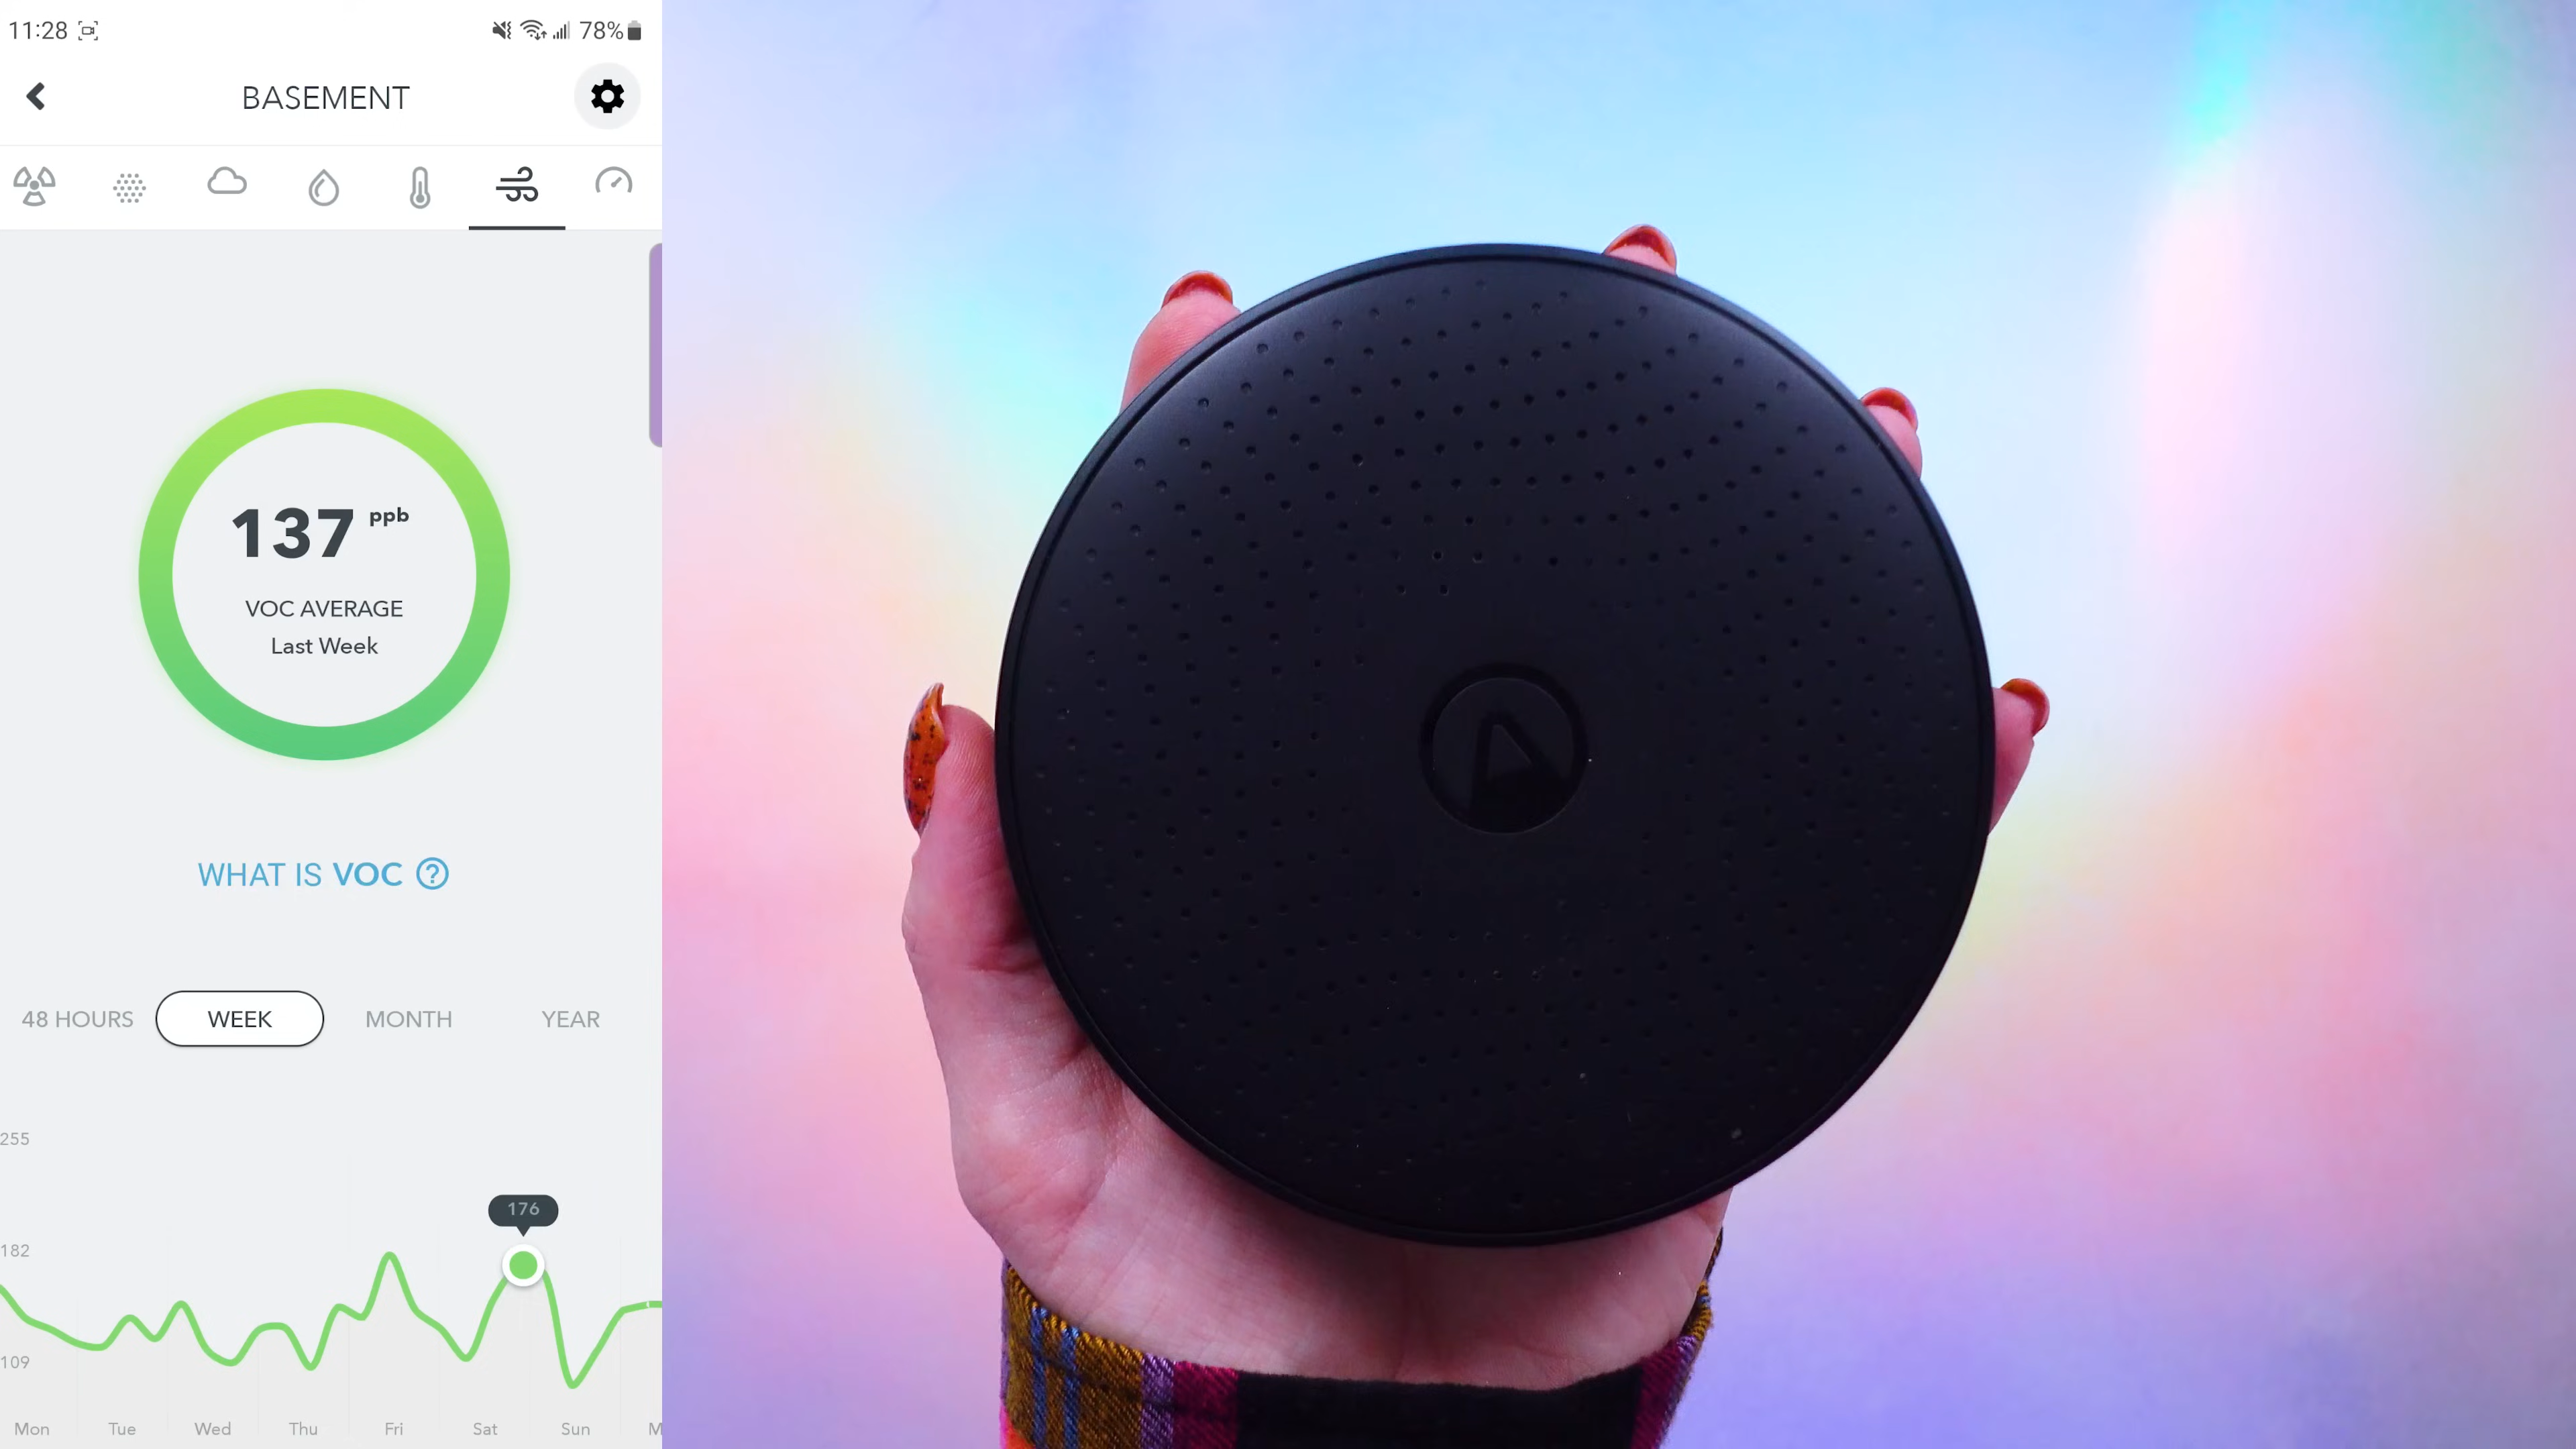 11:28 78%
BASEMENT
137 ppb
VOC AVERAGE
Last Week
WHAT IS VOC ?
48 HOURS WEEK MONTH YEAR
255
176
182
109
Mon Tue Wed Thu Fri Sat Sun M